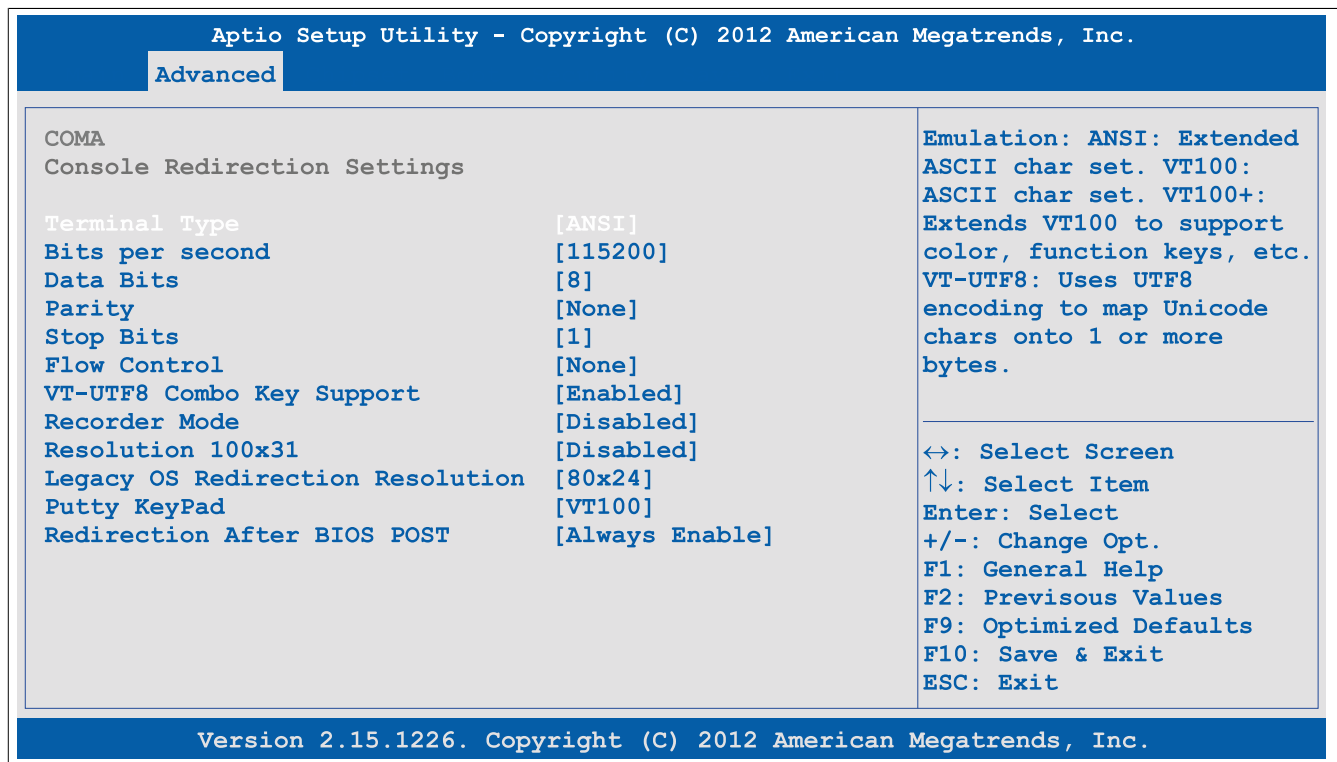 Aptio Setup Utility - Copyright (C) 2012 American Megatrends, Inc.
Advanced
COMA
Console Redirection Settings
Terminal Type [ANSI]
Bits per second [115200]
Data Bits [8]
Parity [None]
Stop Bits [1]
Flow Control [None]
VT-UTF8 Combo Key Support [Enabled]
Recorder Mode [Disabled]
Resolution 100x31 [Disabled]
Legacy OS Redirection Resolution [80x24]
Putty KeyPad [VT100]
Redirection After BIOS POST [Always Enable]
Emulation: ANSI: Extended
ASCII char set. VT100:
ASCII char set. VT100+:
Extends VT100 to support
color, function keys, etc.
VT-UTF8: Uses UTF8
encoding to map Unicode
chars onto 1 or more
bytes.
↔: Select Screen
↑↓: Select Item
Enter: Select
+/-: Change Opt.
F1: General Help
F2: Previsous Values
F9: Optimized Defaults
F10: Save & Exit
ESC: Exit
Version 2.15.1226. Copyright (C) 2012 American Megatrends, Inc.